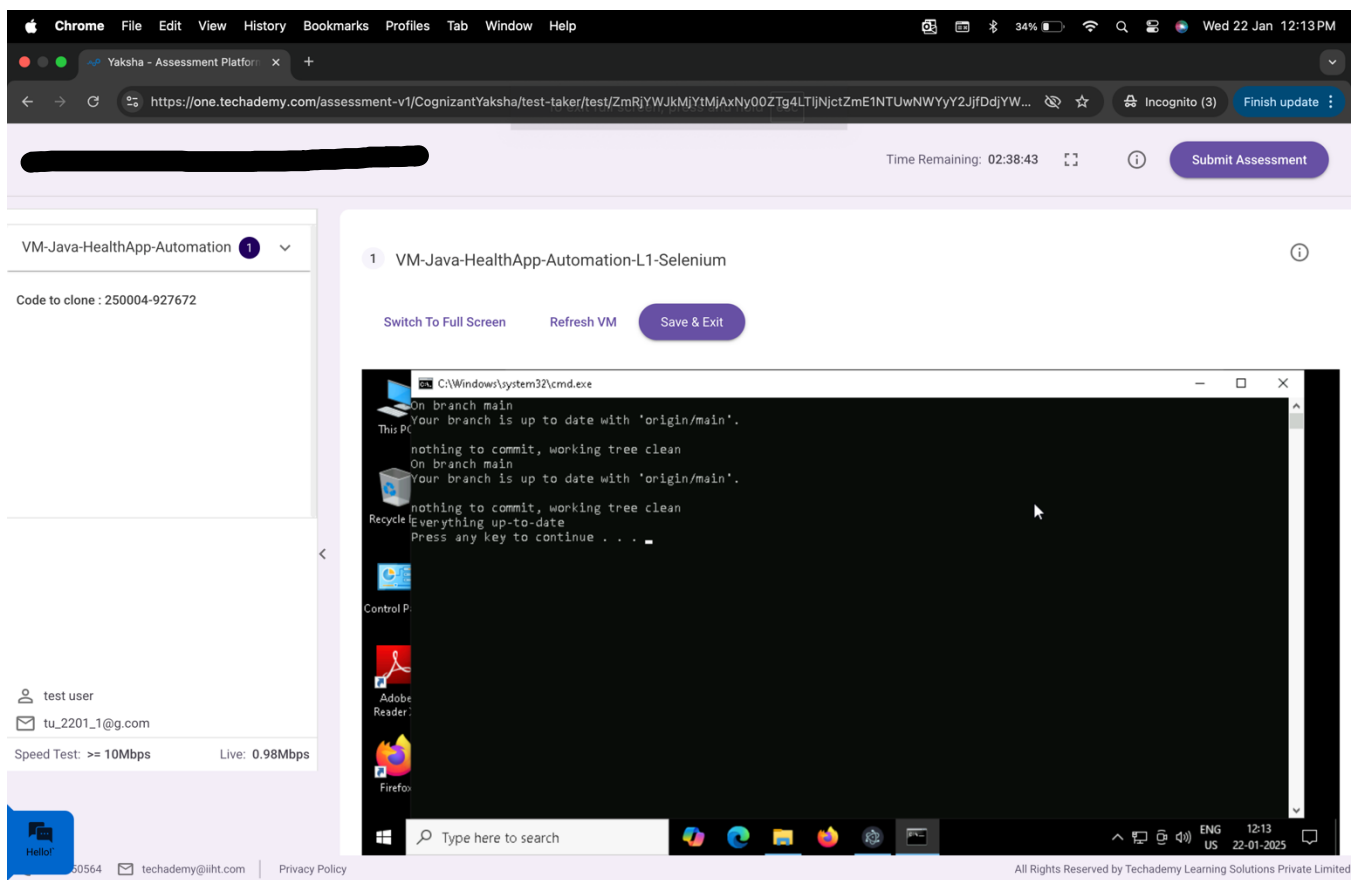 Chrome File Edit View History Bookmarks Profiles Tab Window Help 34% Wed 22 Jan 12:13 PM
Yaksha - Assessment Platform
https://one.techademy.com/assessment-v1/CognizantYaksha/test-taker/test/ZmRjYWJkMjYtMjAxNy00ZTg4LTljNjctZmE1NTUwNWYyY2JjfDdjYW... Incognito (3) Finish update
Time Remaining: 02:38:43 Submit Assessment
VM-Java-HealthApp-Automation 1
Code to clone : 250004-927672
1 VM-Java-HealthApp-Automation-L1-Selenium
Switch To Full Screen Refresh VM Save & Exit
C:\Windows\system32\cmd.exe
On branch main
Your branch is up to date with 'origin/main'.
nothing to commit, working tree clean
On branch main
Your branch is up to date with 'origin/main'.
nothing to commit, working tree clean
Everything up-to-date
Press any key to continue . . .
This PC
Recycle
Control P
Adobe
Reader
Firefox
test user
tu_2201_1@g.com
Speed Test: >= 10Mbps Live: 0.98Mbps
Type here to search
ENG 12:13
US 22-01-2025
Hello!
50564 techademy@iiht.com Privacy Policy All Rights Reserved by Techademy Learning Solutions Private Limited